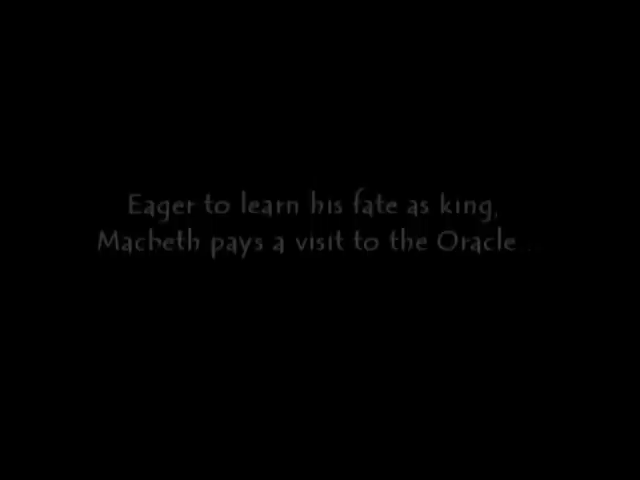 Eager to learn his fate as king,
Macbeth pays a visit to the Oracle...